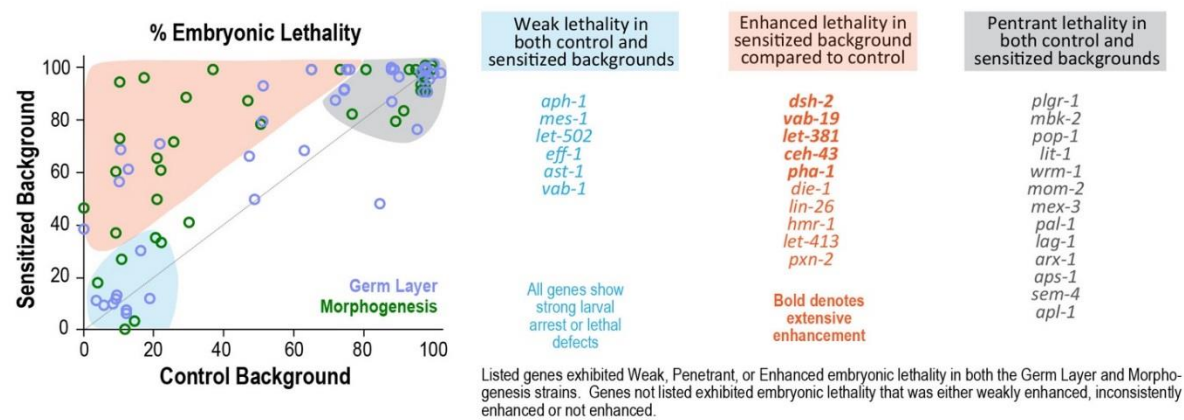 % Embryonic Lethality
Sensitized Background
100
80
60
40
20
0
0
20
40
60
80
100
Control Background
Germ Layer
Morphogenesis
Weak lethality in
both control and
sensitized backgrounds
aph-1
mes-1
let-502
eff-1
ast-1
vab-1
All genes show
strong larval
arrest or lethal
defects
Enhanced lethality in
sensitized background
compared to control
dsh-2
vab-19
let-381
ceh-43
pha-1
die-1
lin-26
hmr-1
let-413
pxn-2
Bold denotes
extensive
enhancement
Pentrant lethality in
both control and
sensitized backgrounds
plgr-1
mbk-2
pop-1
lit-1
wrm-1
mom-2
mex-3
pal-1
lag-1
arx-1
aps-1
sem-4
apl-1
Listed genes exhibited Weak, Penetrant, or Enhanced embryonic lethality in both the Germ Layer and Morpho-
genesis strains. Genes not listed exhibited embryonic lethality that was either weakly enhanced, inconsistently
enhanced or not enhanced.